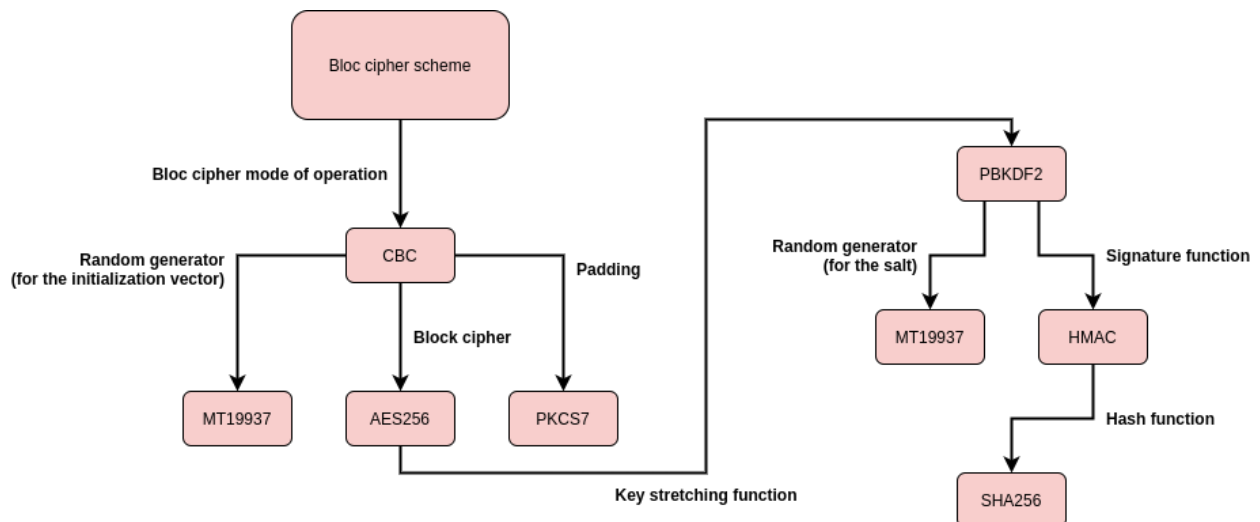 Bloc cipher scheme
Bloc cipher mode of operation
CBC
Random generator
(for the initialization vector)
Padding
Block cipher
MT19937
AES256
PKCS7
Key stretching function
PBKDF2
Random generator
(for the salt)
Signature function
MT19937
HMAC
Hash function
SHA256